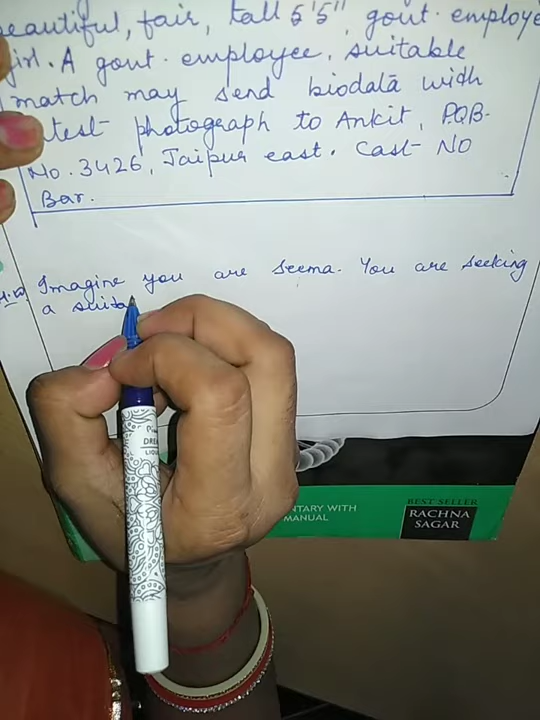 beautiful, fair, tall 5'5", govt. employe
girl. A govt. employee, suitable
match may send biodata with
latest photograph to Ankit, P.O.B-
No. 3426, Jaipur east. Cast No
Bar.
Imagine you are Seema. You are seeking
a suita
NTARY WITH
MANUAL
BEST SELLER
RACHNA
SAGAR